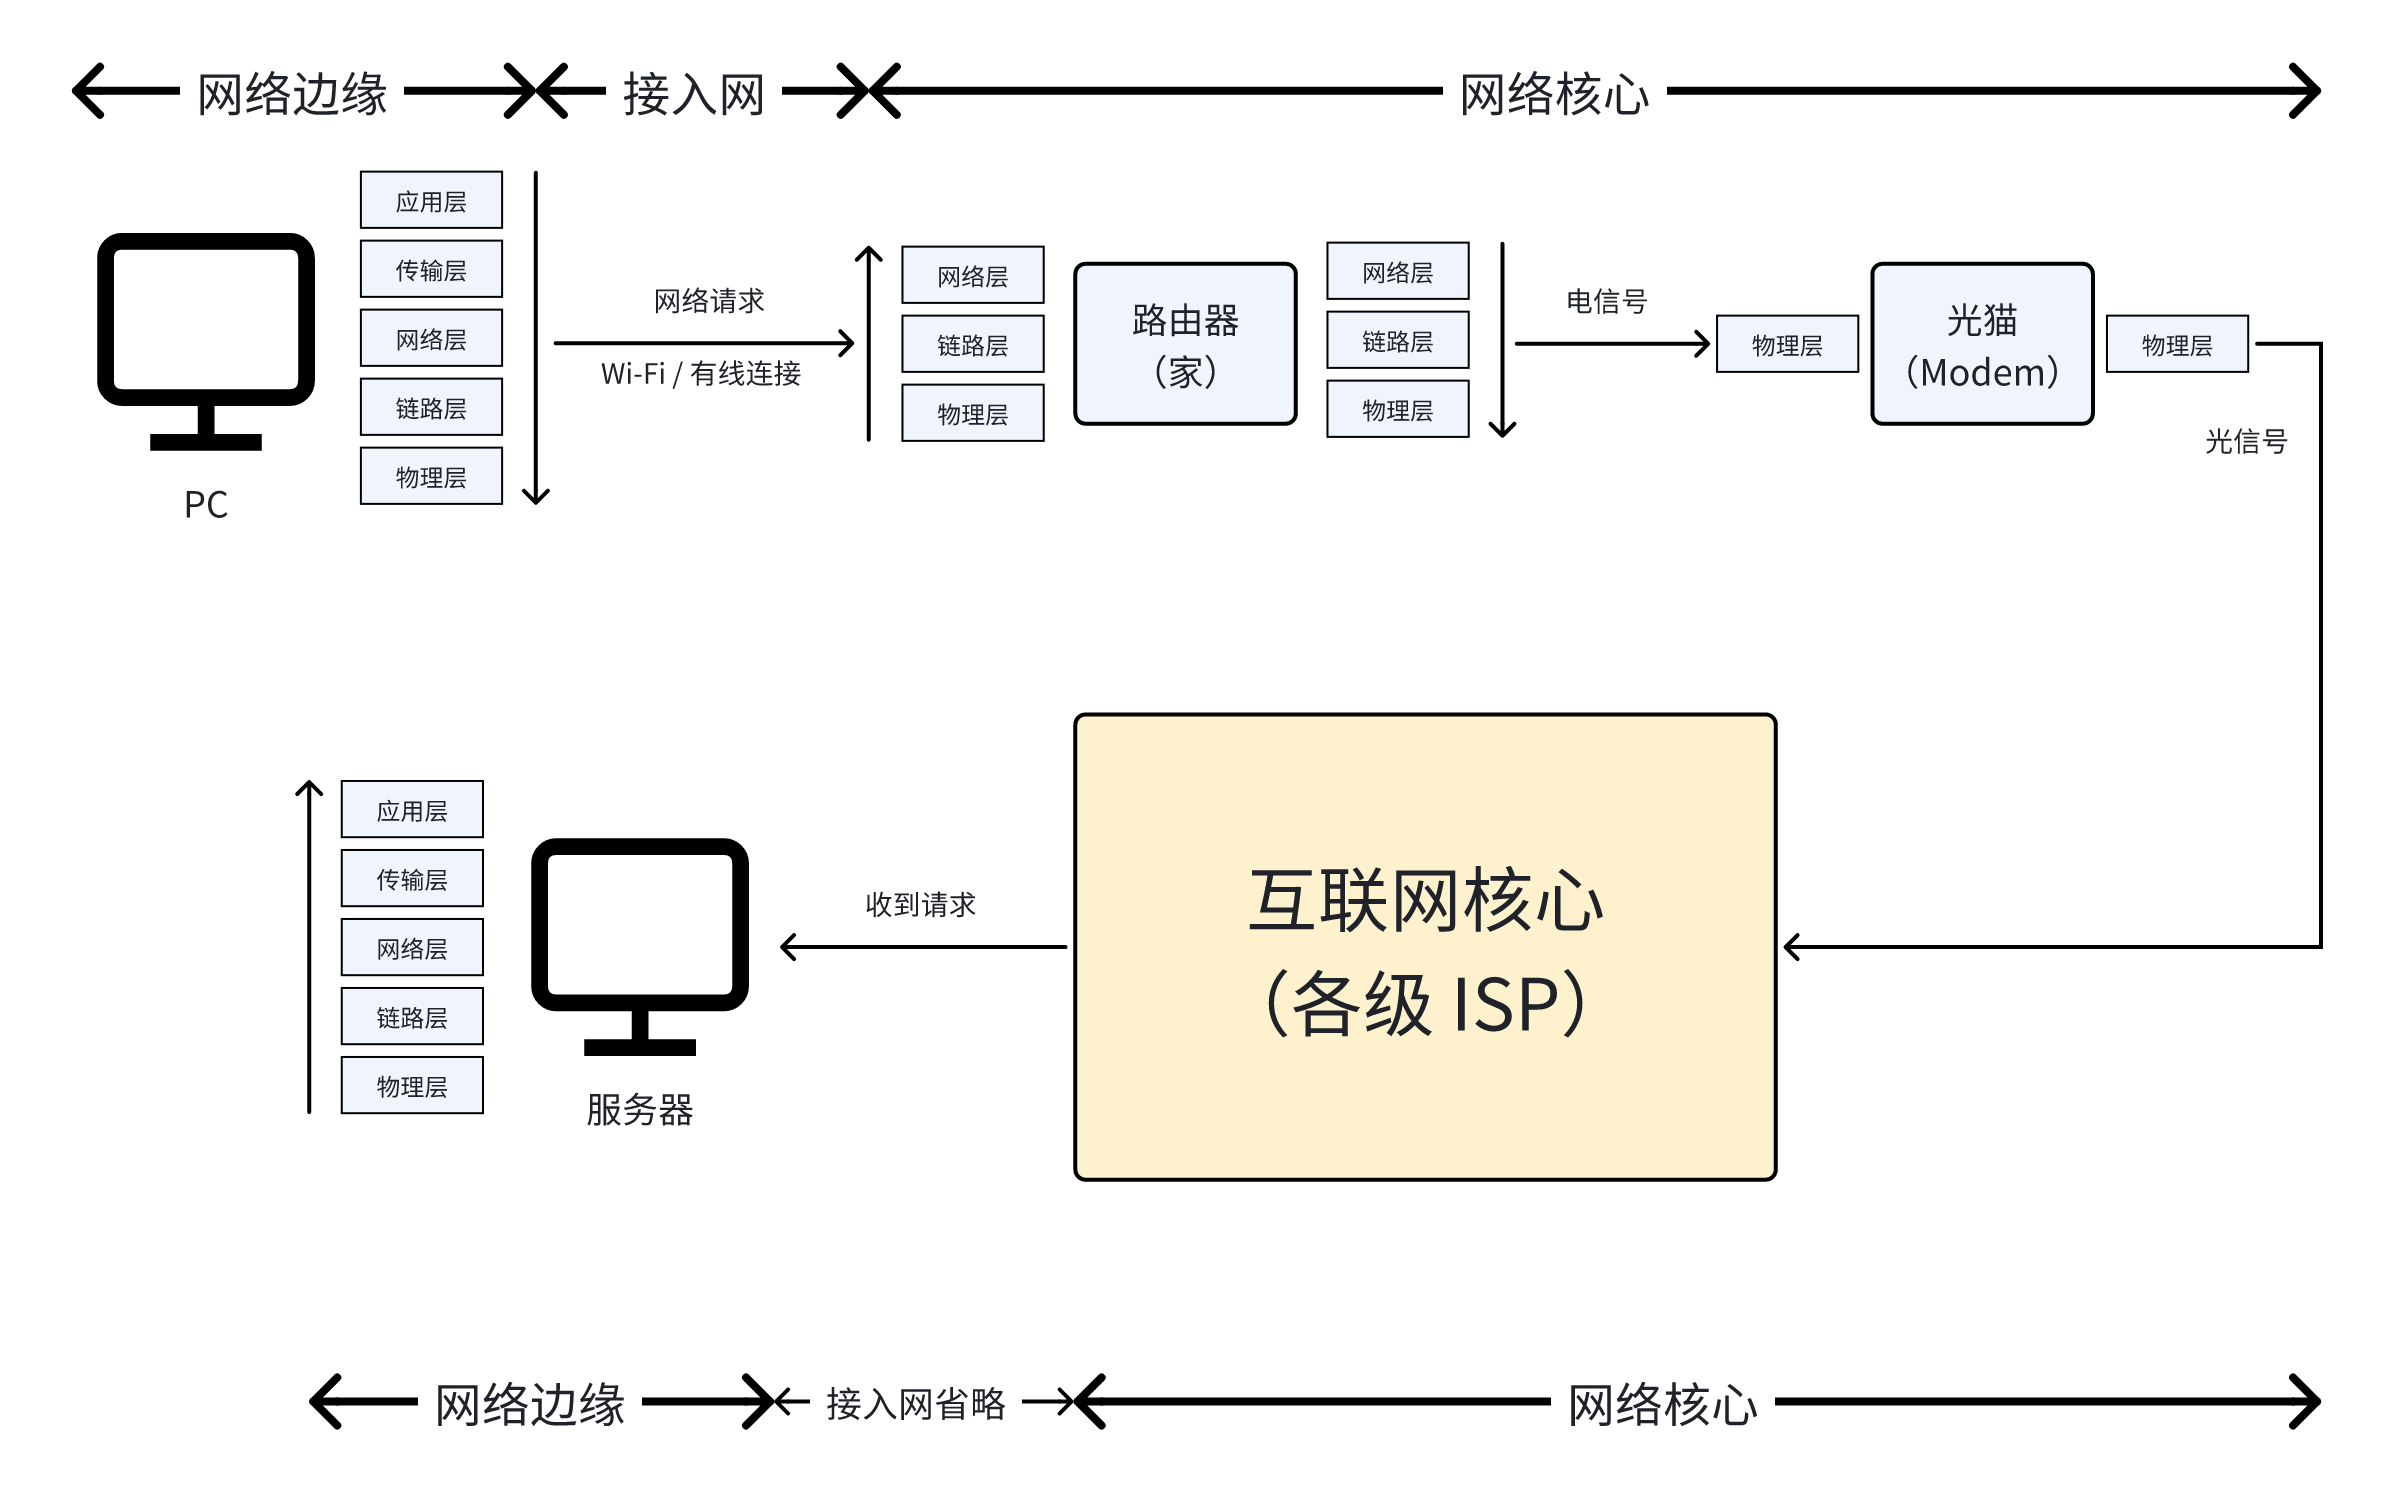 网络边缘
接入网
网络核心
应用层
传输层
网络层
链路层
物理层
PC
网络请求
Wi-Fi / 有线连接
网络层
链路层
物理层
路由器
（家）
网络层
链路层
物理层
电信号
物理层
光猫
（Modem）
物理层
光信号
应用层
传输层
网络层
链路层
物理层
服务器
收到请求
互联网核心
（各级 ISP）
网络边缘
接入网省略
网络核心